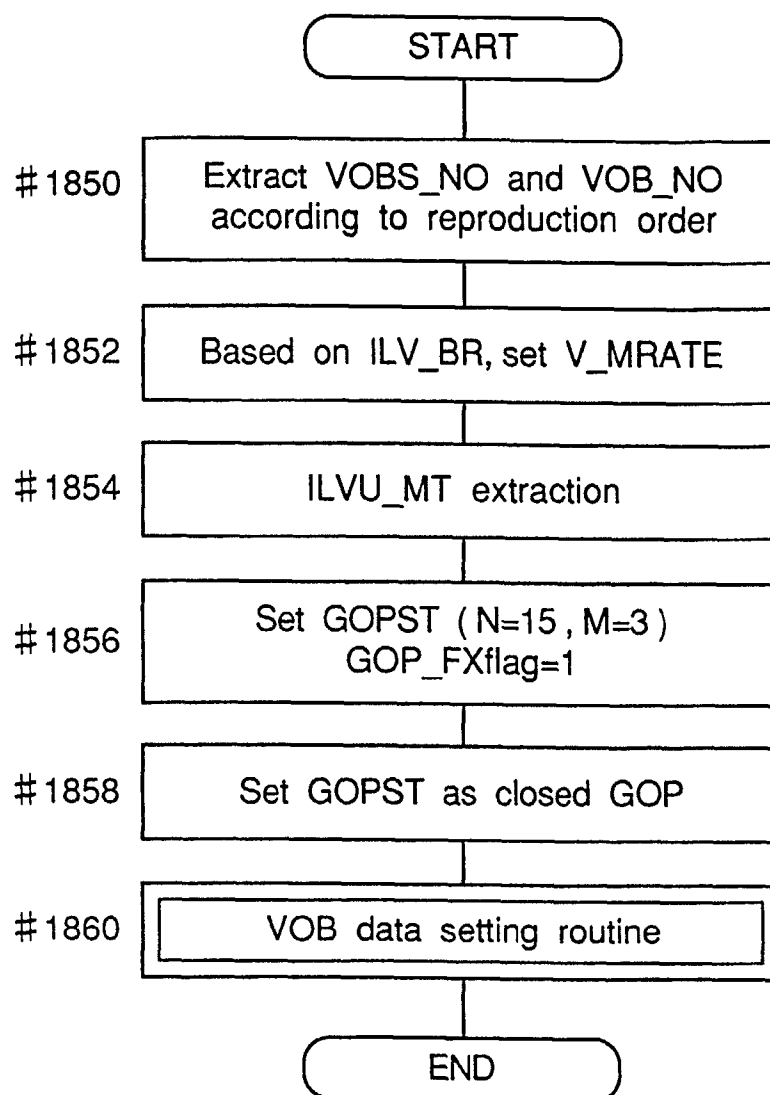 START
#1850
Extract VOBS_NO and VOB_NO
according to reproduction order
#1852
Based on ILV_BR, set V_MRATE
#1854
ILVU_MT extraction
#1856
Set GOPST (N=15, M=3)
GOP_FXflag=1
#1858
Set GOPST as closed GOP
#1860
VOB data setting routine
END